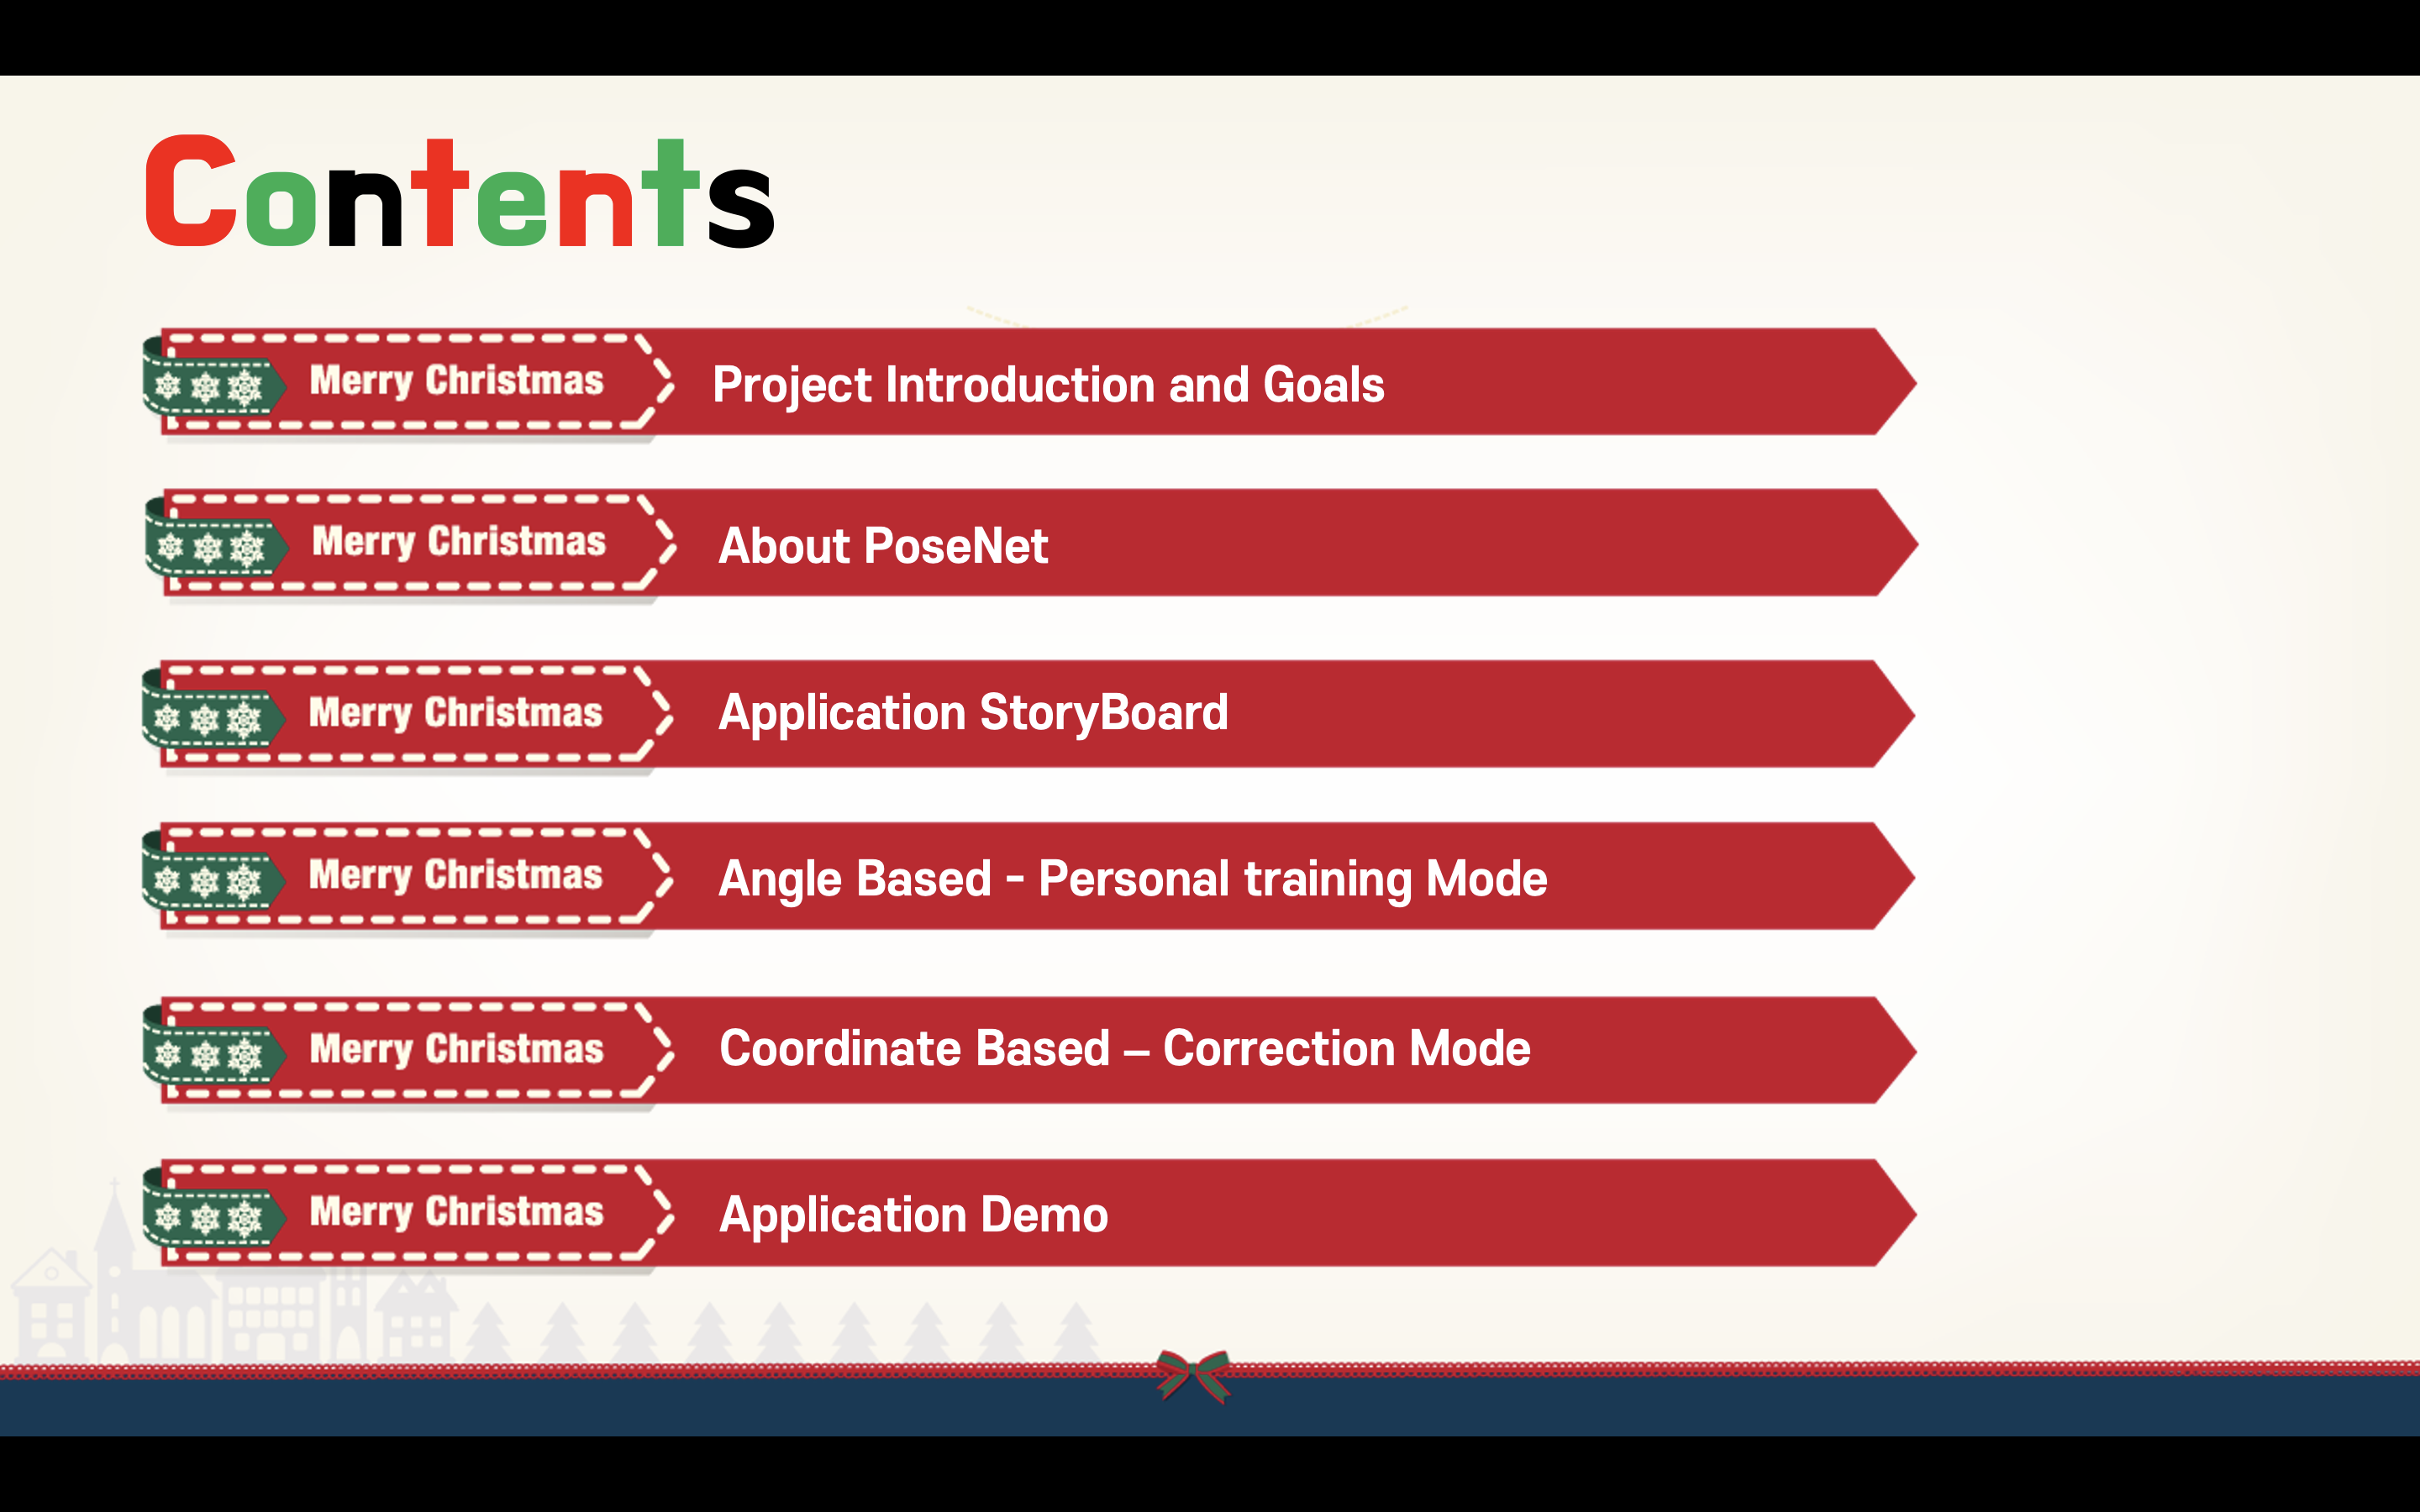 Contents
Merry Christmas Project Introduction and Goals
Merry Christmas About PoseNet
Merry Christmas Application StoryBoard
Merry Christmas Angle Based - Personal training Mode
Merry Christmas Coordinate Based – Correction Mode
Merry Christmas Application Demo